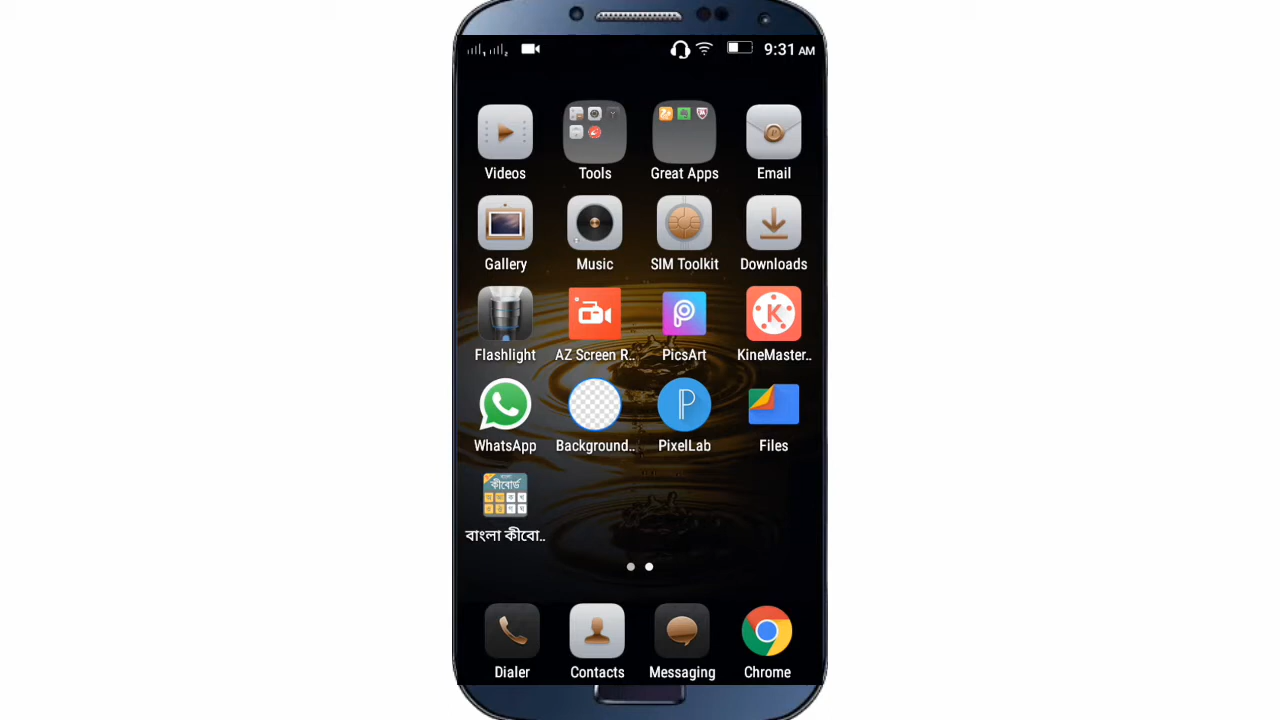 9:31 AM
Videos
Tools
Great Apps
Email
Gallery
Music
SIM Toolkit
Downloads
Flashlight
AZ Screen R..
PicsArt
KineMaster..
WhatsApp
Background..
PixelLab
Files
কীবোর্ড
বাংলা কীবো..
Dialer
Contacts
Messaging
Chrome